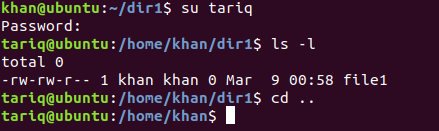 khan@ubuntu:~/dir1$ su tariq
Password:
tariq@ubuntu:/home/khan/dir1$ ls -l
total 0
-rw-rw-r-- 1 khan khan 0 Mar  9 00:58 file1
tariq@ubuntu:/home/khan/dir1$ cd ..
tariq@ubuntu:/home/khan$